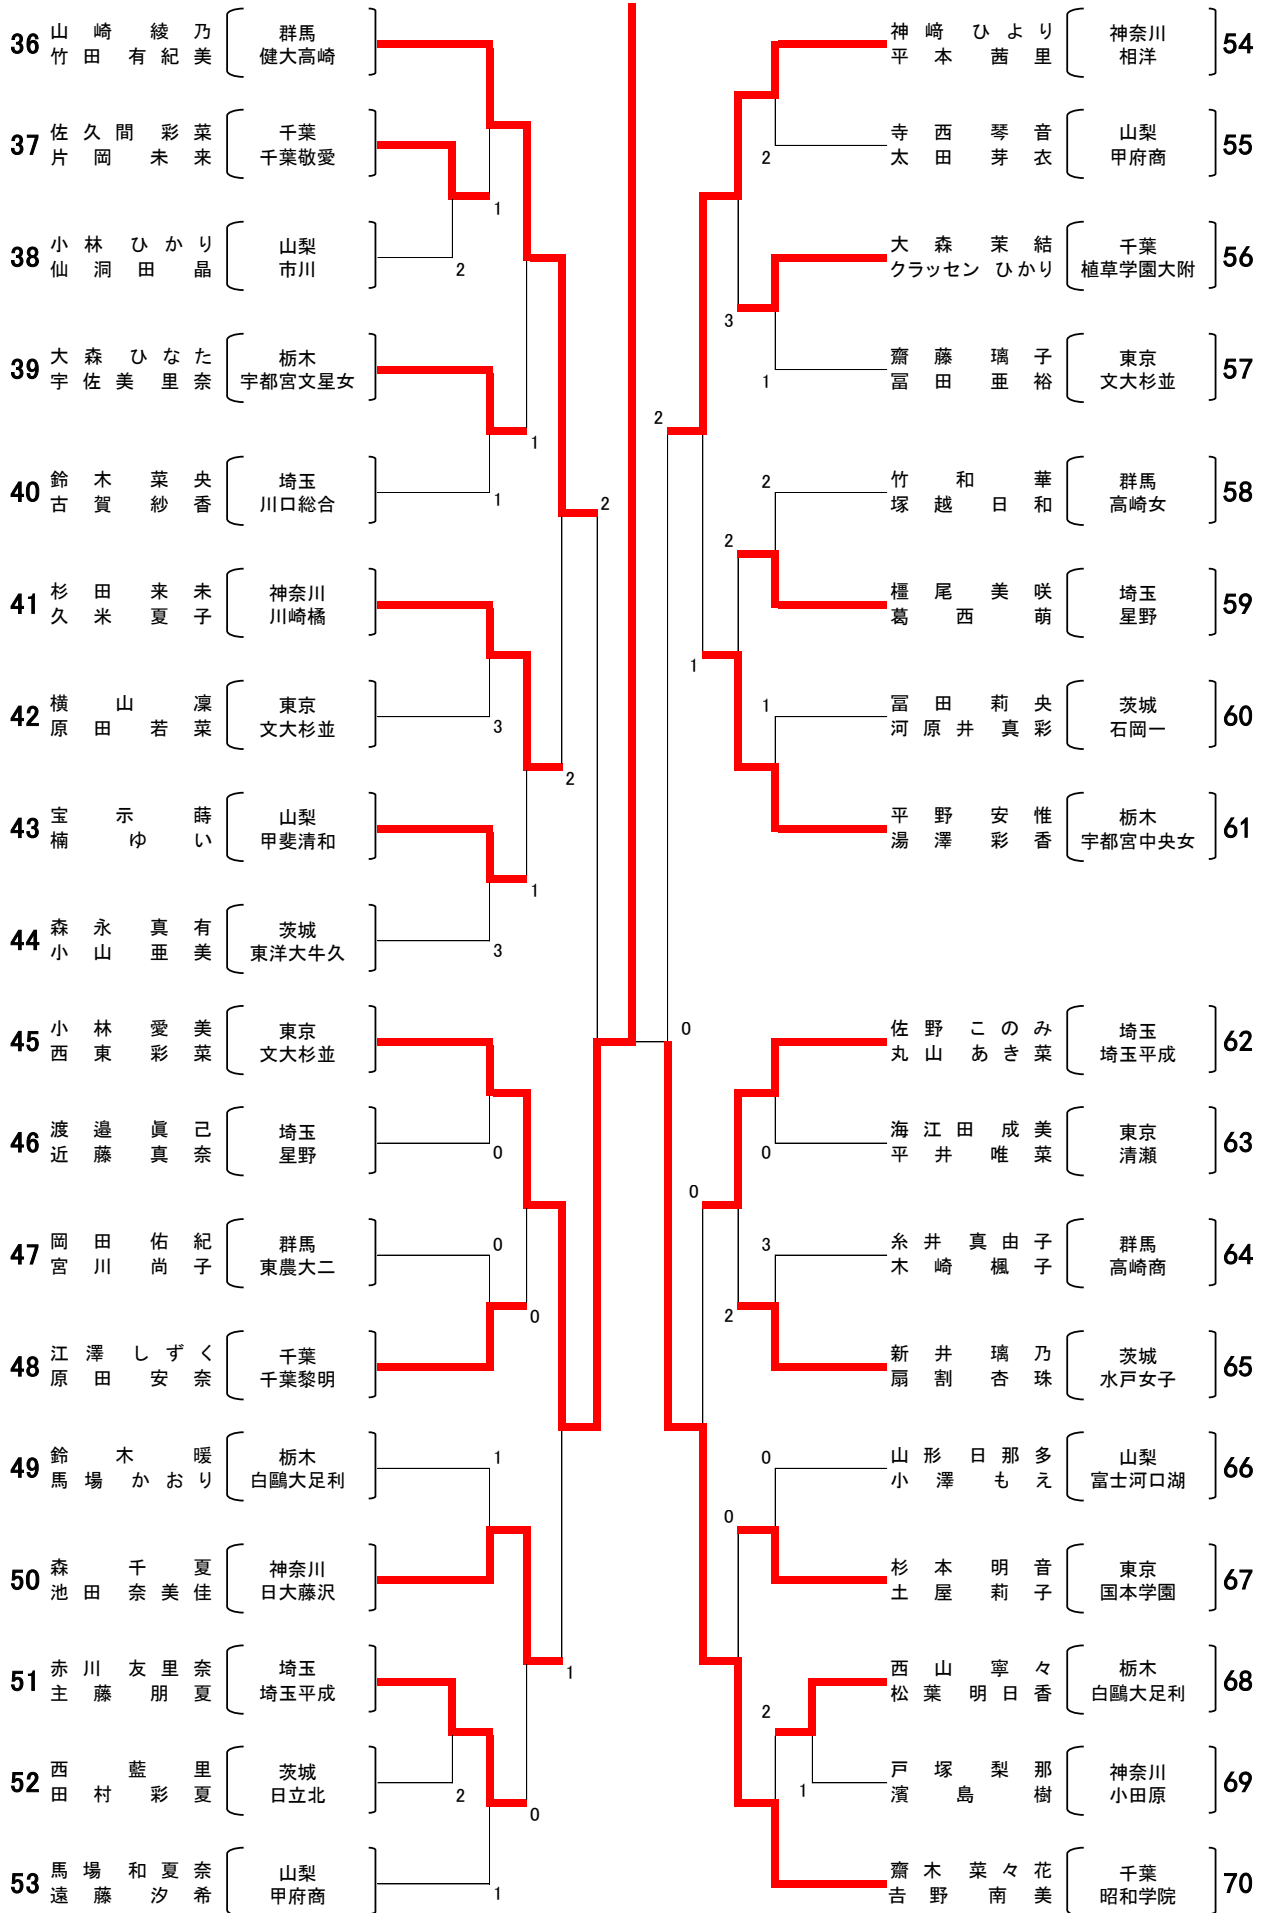 36 山崎綾乃 群馬
竹田有紀美 健大高崎
37 佐久間彩菜 千葉
片岡未来 千葉敬愛
1
38 小林ひかり 山梨
仙洞田晶 市川
2
39 大森ひなた 栃木
宇佐美里奈 宇都宮文星女
1
40 鈴木菜央 埼玉
古賀紗香 川口総合
1
2
41 杉田来未 神奈川
久米夏子 川崎橘
42 横山凜 東京
原田若菜 文大杉並
3
2
43 宝示蒔 山梨
楠ゆい 甲斐清和
1
44 森永真有 茨城
小山亜美 東洋大牛久
3
45 小林愛美 東京
西東彩菜 文大杉並
46 渡邉眞己 埼玉
近藤真奈 星野
0
47 岡田佑紀 群馬
宮川尚子 東農大二
0
0
48 江澤しずく 千葉
原田安奈 千葉黎明
49 鈴木暖 栃木
馬場かおり 白鷗大足利
1
50 森千夏 神奈川
池田奈美佳 日大藤沢
1
51 赤川友里奈 埼玉
主藤朋夏 埼玉平成
52 西藍里 茨城
田村彩夏 日立北
2
0
53 馬場和夏奈 山梨
遠藤汐希 甲府商
1
神﨑ひより 神奈川 54
平本茜里 相洋
寺西琴音 山梨 55
太田芽衣 甲府商
2
大森茉結 千葉 56
クラッセン ひかり 植草学園大附
3
齋藤璃子 東京 57
冨田亜裕 文大杉並
1
2
竹和華 群馬 58
塚越日和 高崎女
2
2
橿尾美咲 埼玉 59
葛西萌 星野
1
冨田莉央 茨城 60
河原井真彩 石岡一
1
平野安惟 栃木 61
湯澤彩香 宇都宮中央女
0
佐野このみ 埼玉 62
丸山あき菜 埼玉平成
海江田成美 東京 63
平井唯菜 清瀬
0
0
糸井真由子 群馬 64
木崎楓子 高崎商
3
2
新井璃乃 茨城 65
扇割杏珠 水戸女子
山形日那多 山梨 66
小澤もえ 富士河口湖
0
0
杉本明音 東京 67
土屋莉子 国本学園
西山寧々 栃木 68
松葉明日香 白鷗大足利
2
戸塚梨那 神奈川 69
濱島樹 小田原
1
齋木菜々花 千葉 70
吉野南美 昭和学院